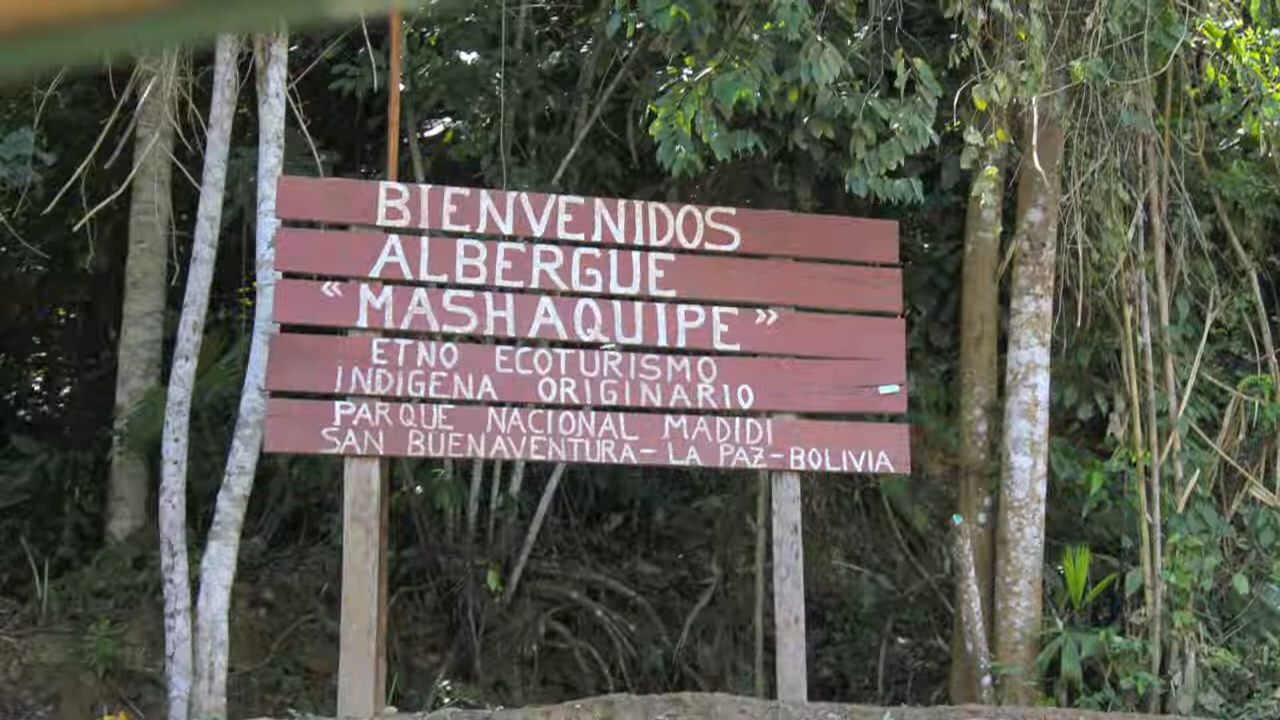 BIENVENIDOS
ALBERGUE
« MASHAQUIPE »
ETNO ECOTURISMO
INDIGENA ORIGINARIO
PARQUE NACIONAL MADIDI
SAN BUENAVENTURA - LA PAZ - BOLIVIA